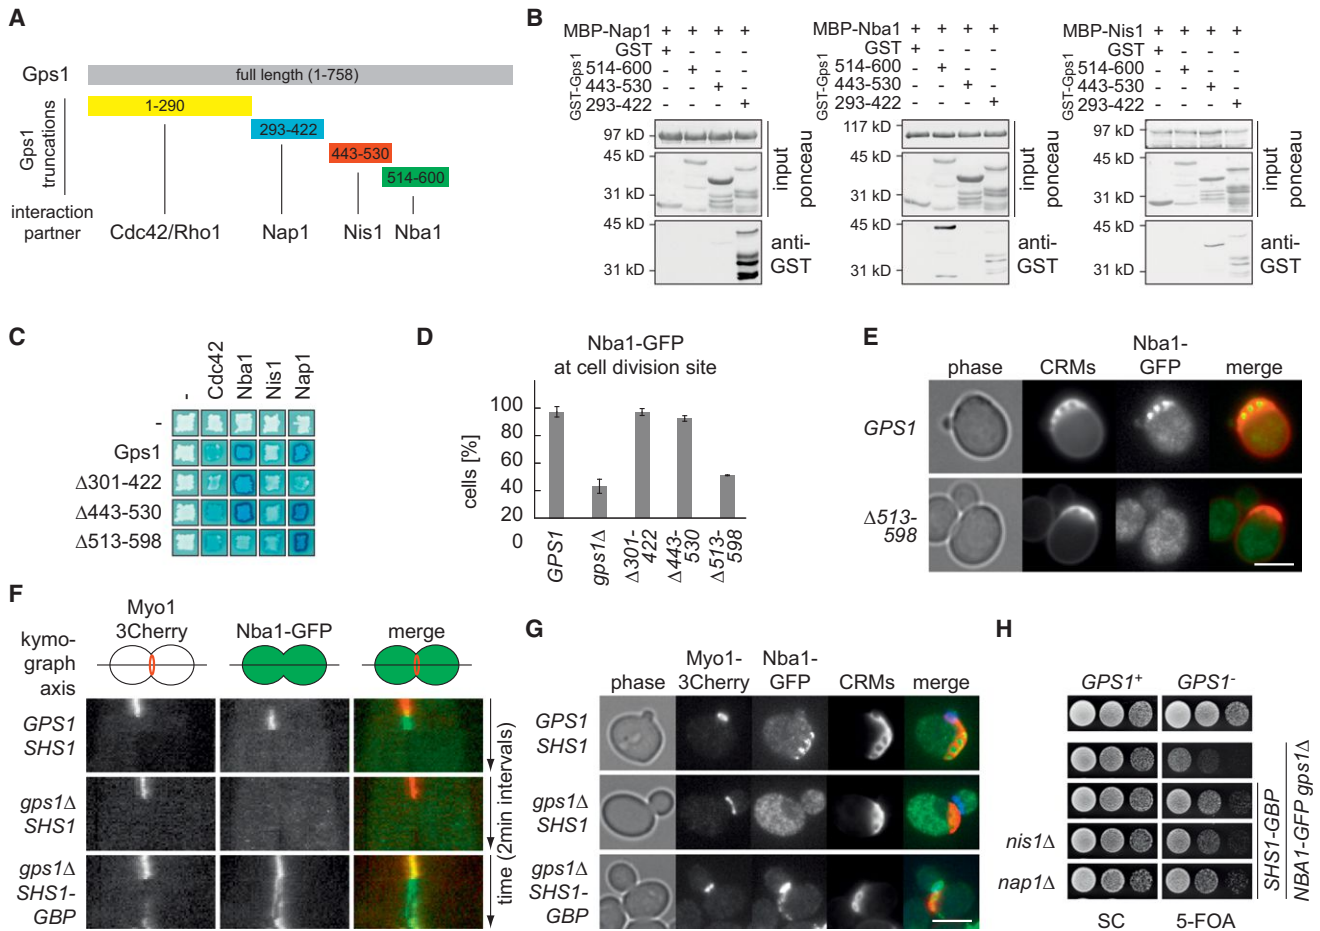 A
Gps1
full length (1-758)
Gps1
truncations
1-290
293-422
443-530
514-600
interaction
partner
Cdc42/Rho1
Nap1
Nis1
Nba1
B
MBP-Nap1 + + + +
GST + - - -
GST-Gps1
514-600 - + - -
443-530 - - + -
293-422 - - - +
97 kD
45 kD
31 kD
45 kD
31 kD
input
ponceau
anti-
GST
MBP-Nba1 + + + +
GST + - - -
GST-Gps1
514-600 - + - -
443-530 - - + -
293-422 - - - +
117 kD
45 kD
31 kD
45 kD
31 kD
input
ponceau
anti-
GST
MBP-Nis1 + + + +
GST + - - -
GST-Gps1
514-600 - + - -
443-530 - - + -
293-422 - - - +
97 kD
45 kD
31 kD
45 kD
31 kD
input
ponceau
anti-
GST
C
- Cdc42 Nba1 Nis1 Nap1
-
Gps1
Δ301-422
Δ443-530
Δ513-598
D
Nba1-GFP
at cell division site
cells [%]
100
80
60
40
20
0
GPS1
gps1Δ
Δ301-
422
Δ443-
530
Δ513-
598
E
phase CRMs Nba1-
GFP merge
GPS1
Δ513-
598
F
kymo-
graph
axis
Myo1
3Cherry
Nba1-GFP
merge
GPS1
SHS1
gps1Δ
SHS1
gps1Δ
SHS1-
GBP
time (2min intervals)
G
phase
Myo1-
3Cherry
Nba1-
GFP
CRMs
merge
GPS1
SHS1
gps1Δ
SHS1
gps1Δ
SHS1-
GBP
H
GPS1+ GPS1-
nis1Δ
nap1Δ
SHS1-GBP
NBA1-GFP gps1Δ
SC 5-FOA